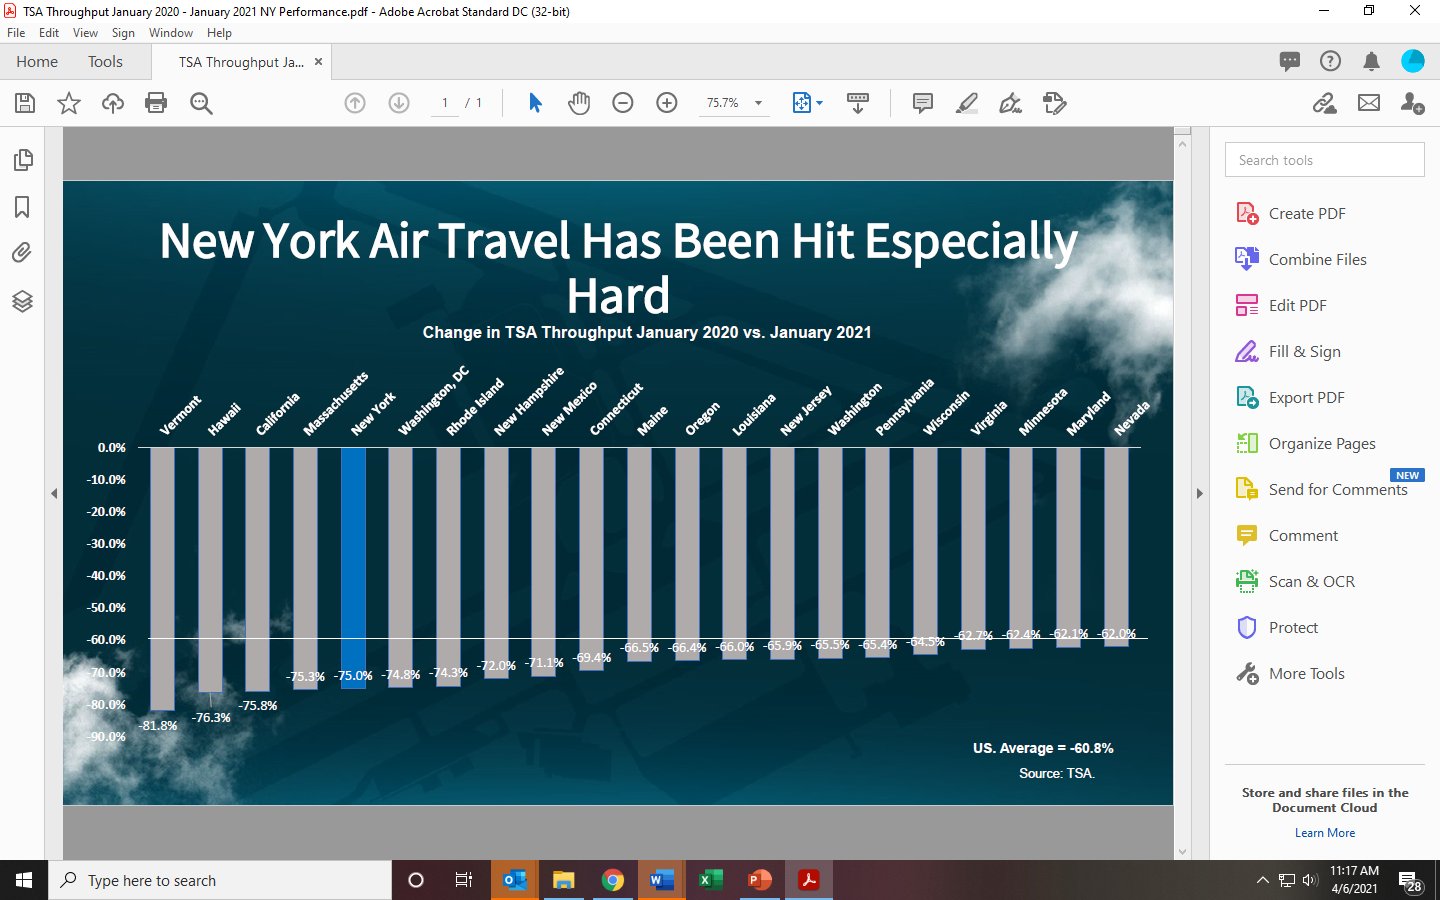 TSA Throughput January 2020 - January 2021 NY Performance.pdf - Adobe Acrobat Standard DC (32-bit)
File Edit View Sign Window Help
Home Tools TSA Throughput Ja... ×
1 / 1 75.7%
New York Air Travel Has Been Hit Especially
Hard
Change in TSA Throughput January 2020 vs. January 2021
Vermont
Hawaii
California
Massachusetts
New York
Washington, DC
Rhode Island
New Hampshire
New Mexico
Connecticut
Maine
Oregon
Louisiana
New Jersey
Washington
Pennsylvania
Wisconsin
Virginia
Minnesota
Maryland
Nevada
0.0%
-10.0%
-20.0%
-30.0%
-40.0%
-50.0%
-60.0%
-70.0%
-80.0%
-90.0%
-81.8%
-76.3%
-75.8%
-75.3%
-75.0%
-74.8%
-74.3%
-72.0%
-71.1%
-69.4%
-66.5%
-66.4%
-66.0%
-65.9%
-65.5%
-65.4%
-64.5%
-62.7%
-62.4%
-62.1%
-62.0%
US. Average = -60.8%
Source: TSA.
Search tools
Create PDF
Combine Files
Edit PDF
Fill & Sign
Export PDF
Organize Pages
NEW
Send for Comments
Comment
Scan & OCR
Protect
More Tools
Store and share files in the
Document Cloud
Learn More
Type here to search
11:17 AM
4/6/2021
28